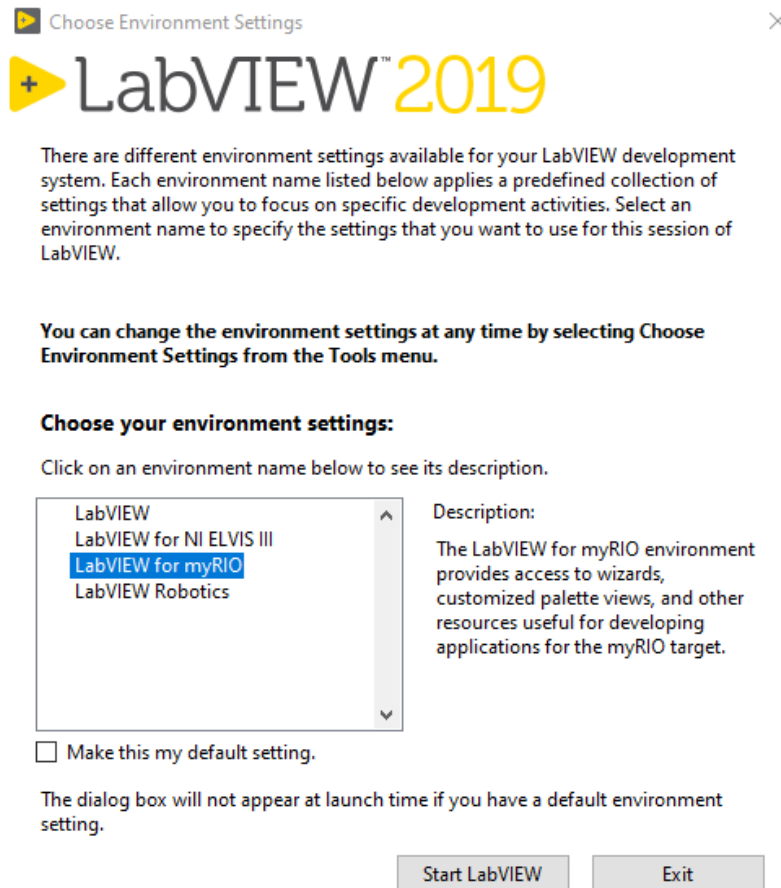 Choose Environment Settings
LabVIEW™ 2019
There are different environment settings available for your LabVIEW development
system. Each environment name listed below applies a predefined collection of
settings that allow you to focus on specific development activities. Select an
environment name to specify the settings that you want to use for this session of
LabVIEW.
You can change the environment settings at any time by selecting Choose
Environment Settings from the Tools menu.
Choose your environment settings:
Click on an environment name below to see its description.
LabVIEW
LabVIEW for NI ELVIS III
LabVIEW for myRIO
LabVIEW Robotics
Description:
The LabVIEW for myRIO environment
provides access to wizards,
customized palette views, and other
resources useful for developing
applications for the myRIO target.
Make this my default setting.
The dialog box will not appear at launch time if you have a default environment
setting.
Start LabVIEW
Exit